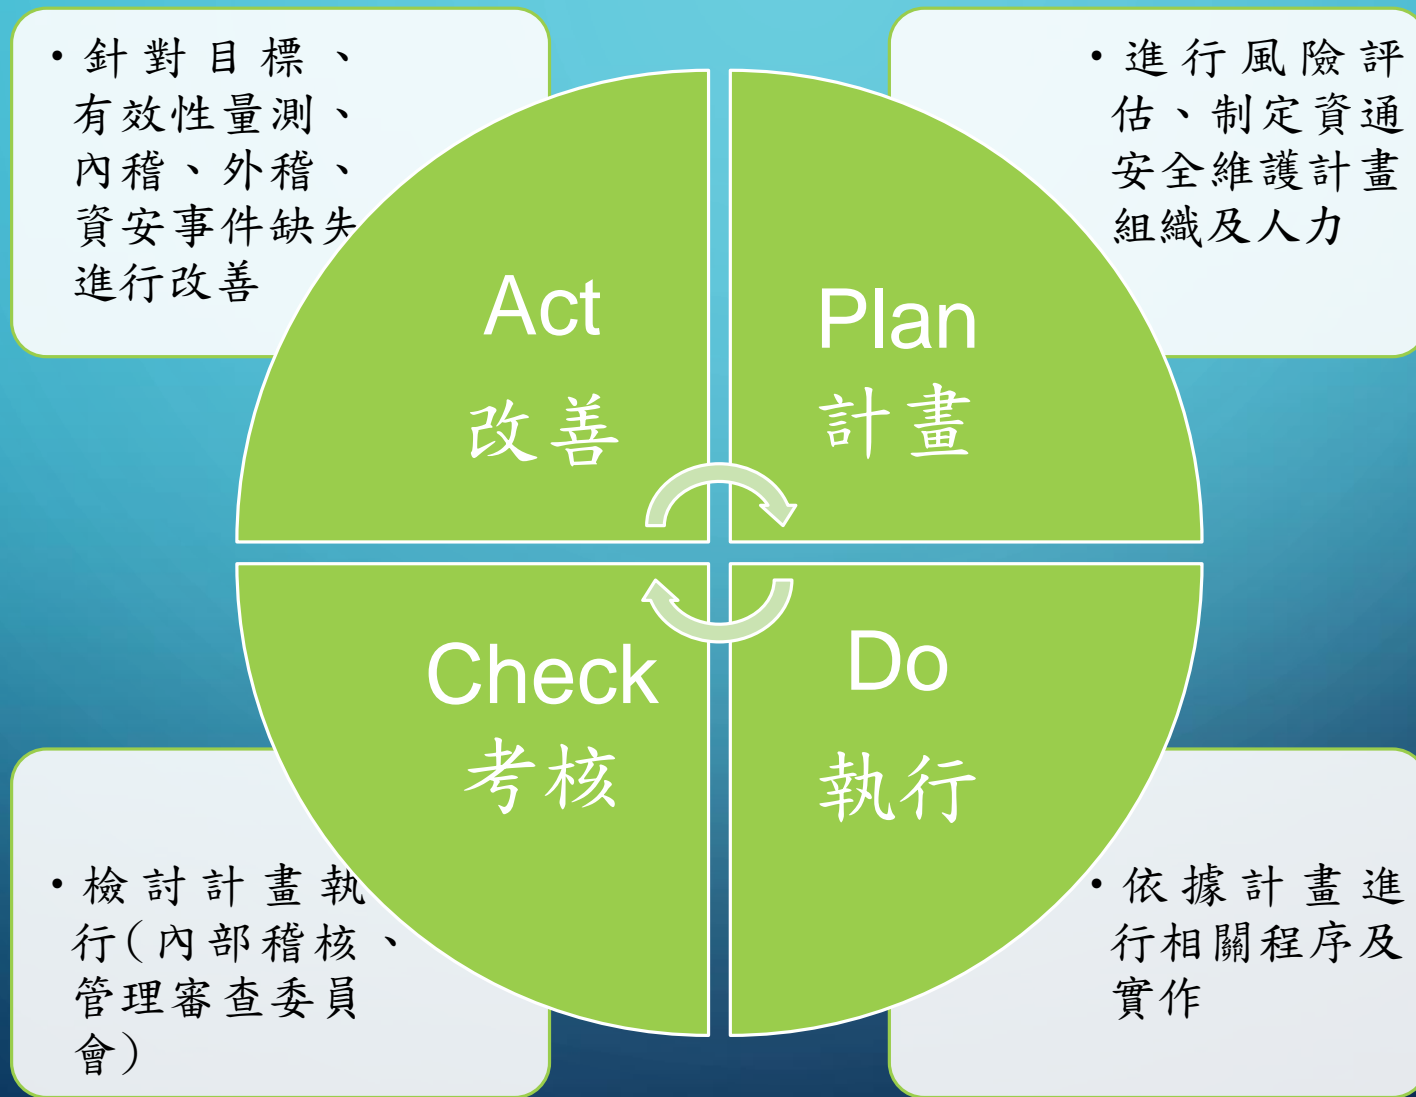 •針對目標、
有效性量測、
內稽、外稽、
資安事件缺失
進行改善
•進行風險評
估、制定資通
安全維護計畫
組織及人力
Act
改善
Plan
計畫
Check
考核
Do
執行
•檢討計畫執
行(內部稽核、
管理審查委員
會)
•依據計畫進
行相關程序及
實作